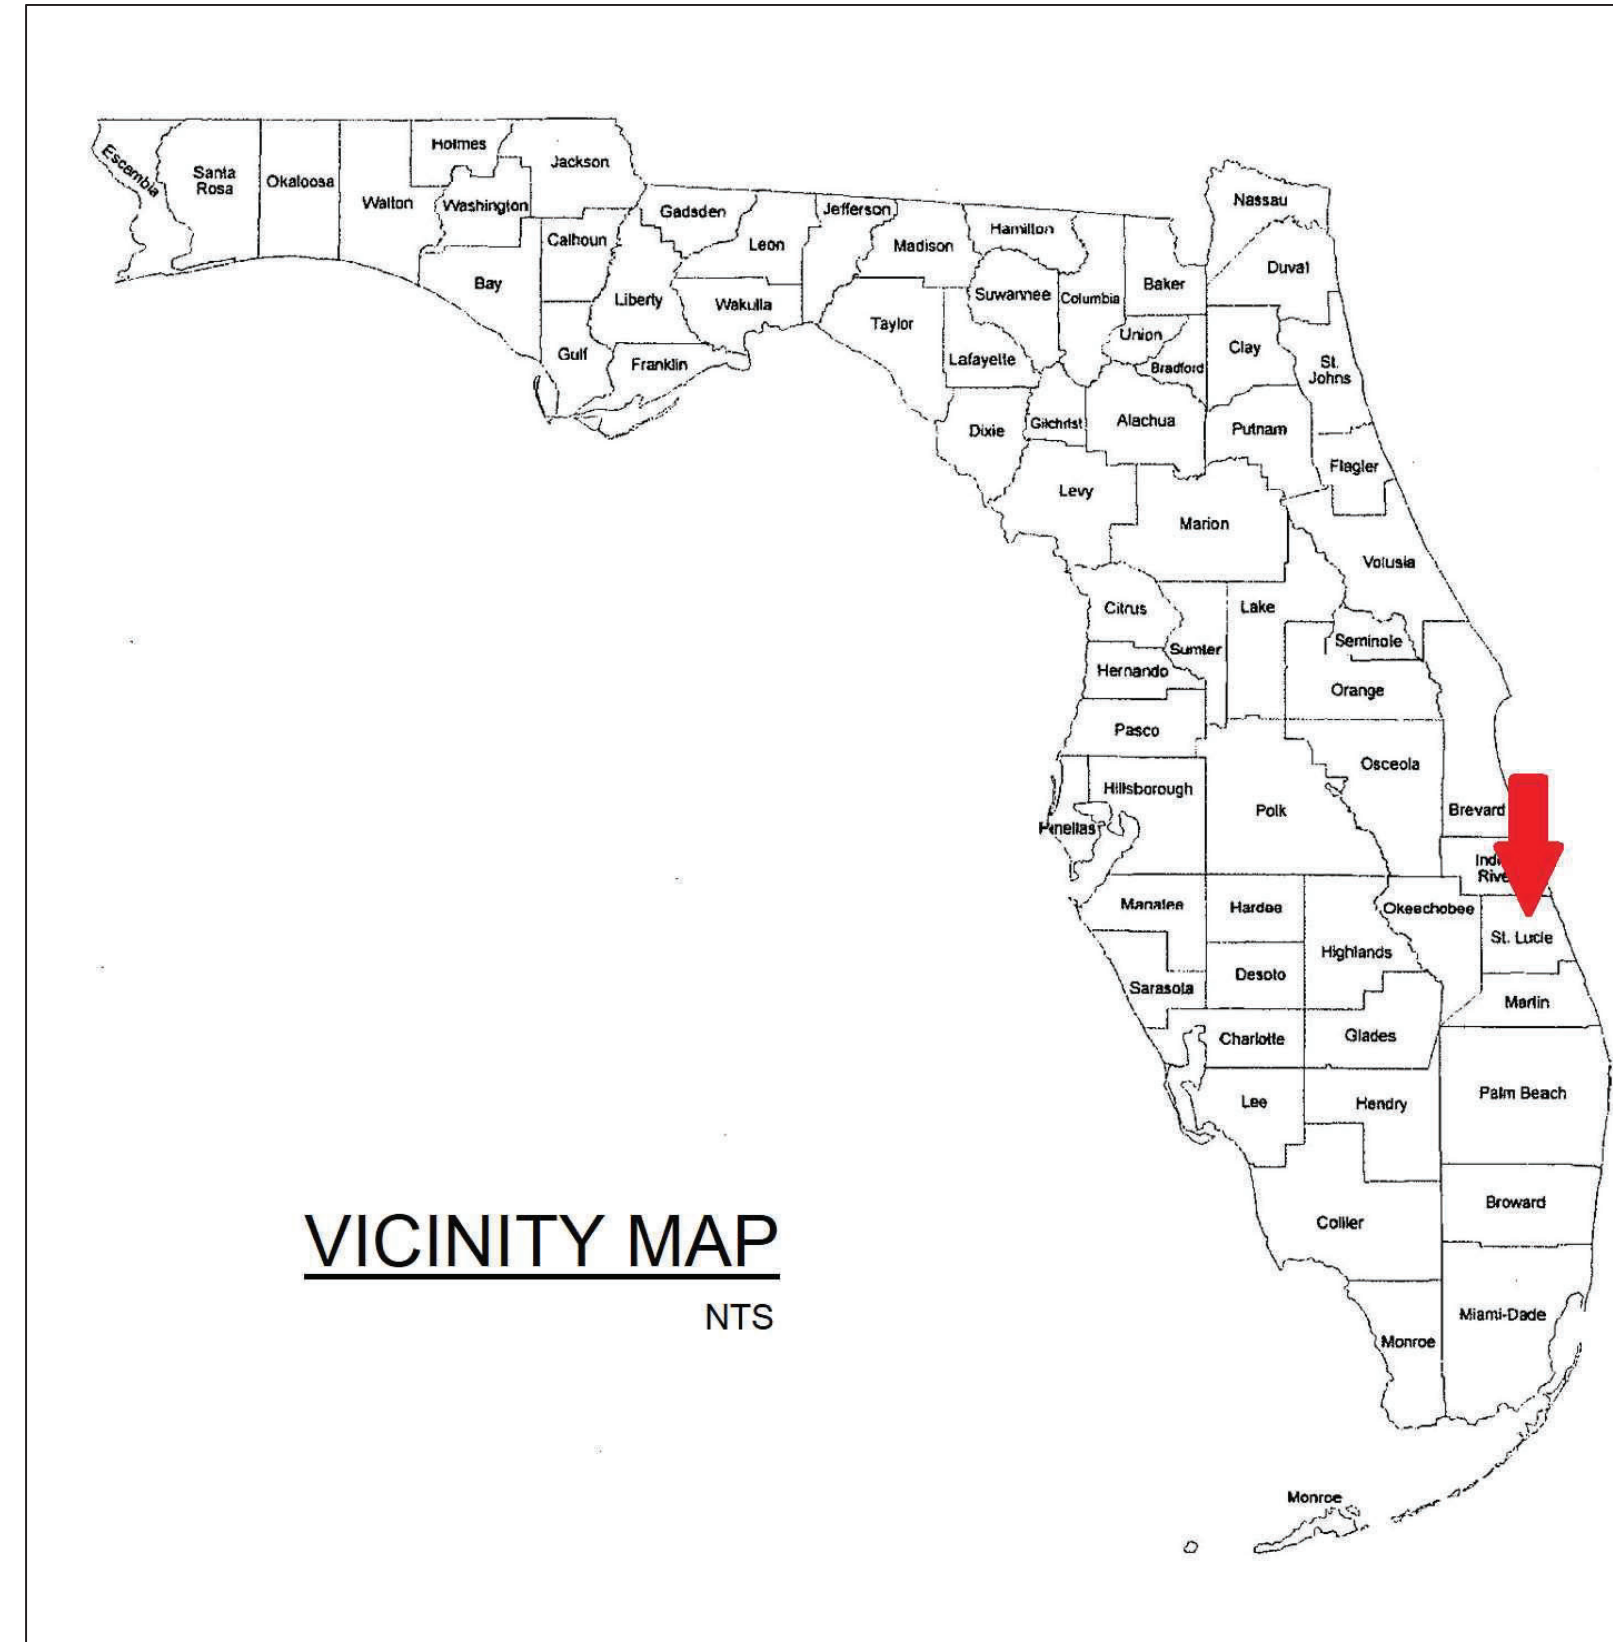 Escambia
Santa
Rosa
Okaloosa
Walton
Holmes
Washington
Jackson
Bay
Calhoun
Gulf
Liberty
Gadsden
Franklin
Leon
Wakulla
Jefferson
Madison
Taylor
Hamilton
Suwannee
Lafayette
Columbia
Dixie
Gilchrist
Baker
Union
Bradford
Alachua
Nassau
Duval
Clay
St.
Johns
Putnam
Flagler
Levy
Marion
Volusia
Citrus
Sumter
Lake
Seminole
Hernando
Orange
Pasco
Osceola
Hillsborough
Pinellas
Polk
Brevard
Manatee
Hardee
Highlands
Okeechobee
St. Lucie
Desoto
Sarasota
Martin
Charlotte
Glades
Lee
Hendry
Palm Beach
Broward
Collier
Miami-Dade
Monroe
Monroe
VICINITY MAP
NTS